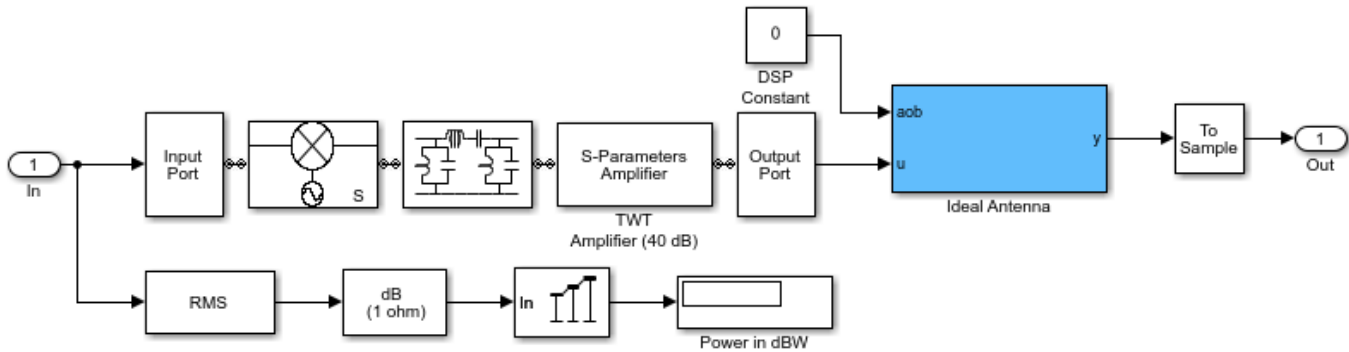 0
DSP
Constant
1
In
Input
Port
S
S-Parameters
Amplifier
TWT
Amplifier (40 dB)
Output
Port
aob
u
y
Ideal Antenna
To
Sample
1
Out
RMS
dB
(1 ohm)
In
Power in dBW